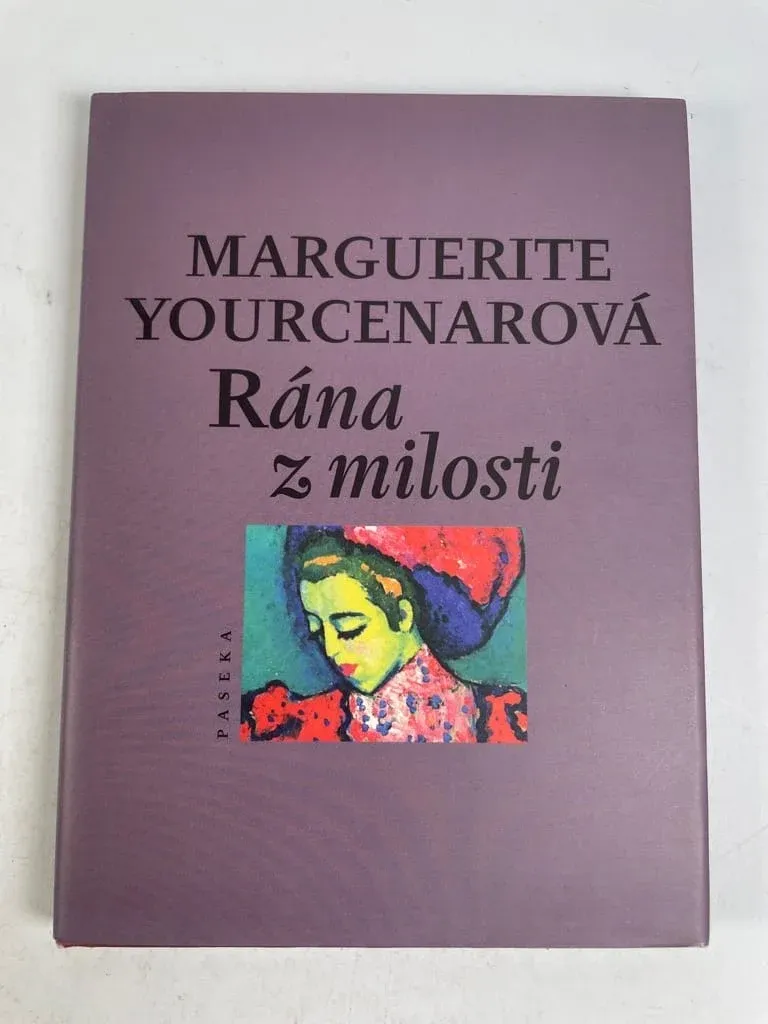 MARGUERITE
YOURCENAROVÁ
Rána
z milosti
PASEKA